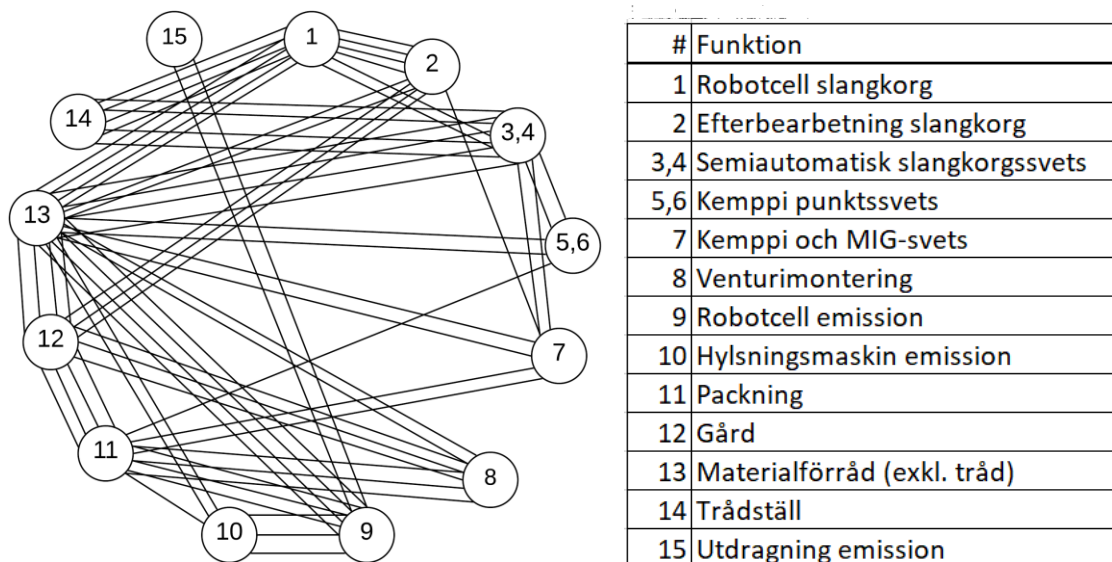 15
1
2
14
3,4
13
5,6
12
7
11
8
10
9
# Funktion
1 Robotcell slangkorg
2 Efterbearbetning slangkorg
3,4 Semiautomatisk slangkorgssvets
5,6 Kemppi punktssvets
7 Kemppi och MIG-svets
8 Venturimontering
9 Robotcell emission
10 Hylsningsmaskin emission
11 Packning
12 Gård
13 Materialförråd (exkl. tråd)
14 Trådställ
15 Utdragning emission